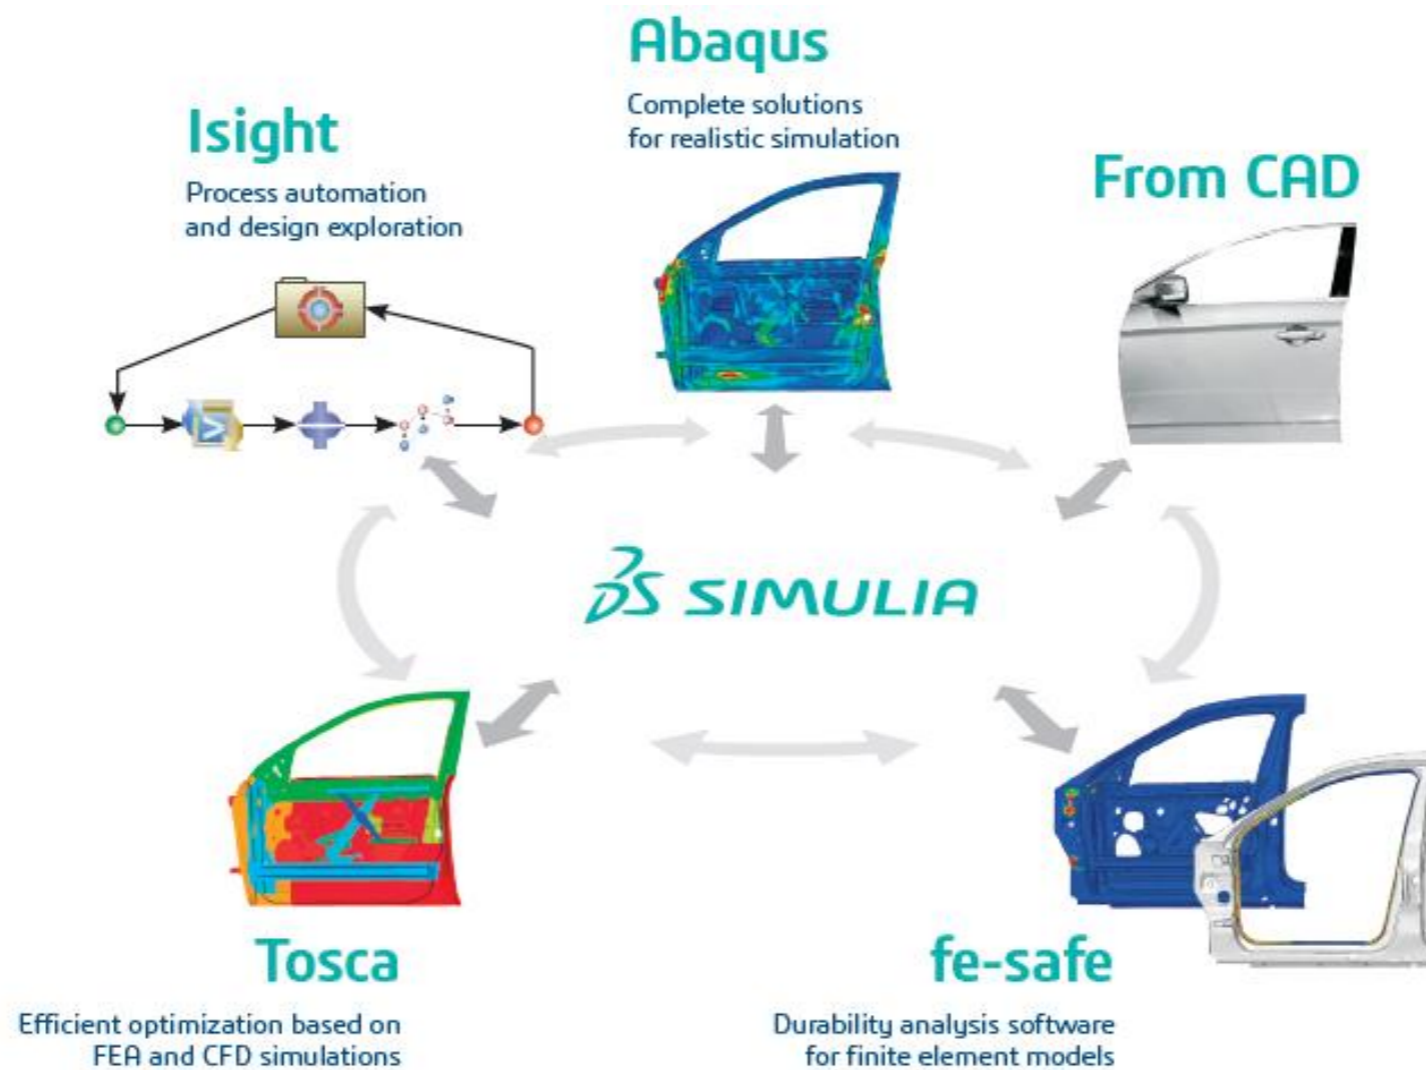 Abaqus
Complete solutions
for realistic simulation
Isight
Process automation
and design exploration
From CAD
3DS SIMULIA
Tosca
Efficient optimization based on
FEA and CFD simulations
fe-safe
Durability analysis software
for finite element models